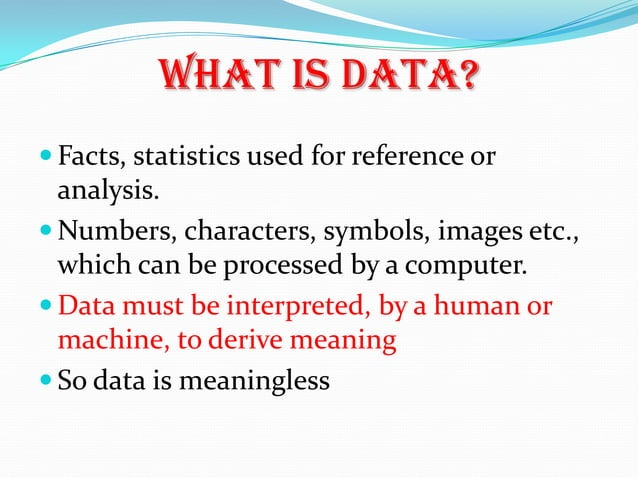 WHAT IS DATA?
• Facts, statistics used for reference or
analysis.
• Numbers, characters, symbols, images etc.,
which can be processed by a computer.
• Data must be interpreted, by a human or
machine, to derive meaning
• So data is meaningless